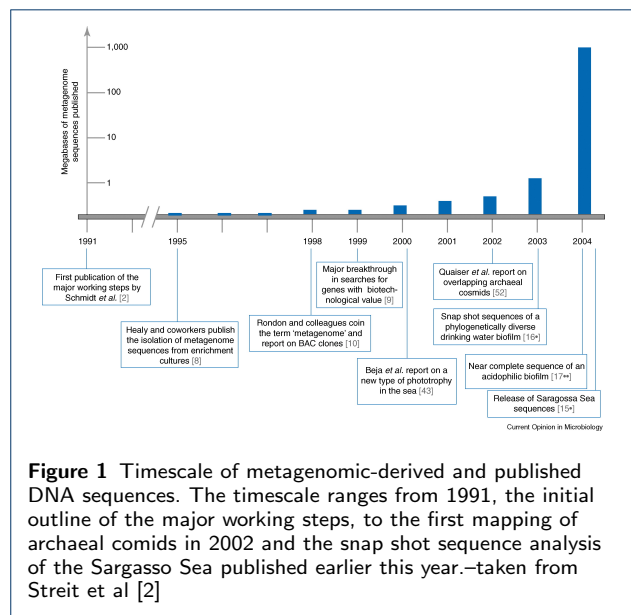 Megabases of metagenome
sequences published
1,000
100
10
1
1991 1995 1998 1999 2000 2001 2002 2003 2004
First publication of the
major working steps by
Schmidt et al. [2]
Healy and coworkers publish
the isolation of metagenome
sequences from enrichment
cultures [8]
Rondon and colleagues coin
the term 'metagenome' and
report on BAC clones [10]
Major breakthrough
in searches for
genes with biotech-
nological value [9]
Beja et al. report on a
new type of phototrophy
in the sea [43]
Quaiser et al. report on
overlapping archaeal
cosmids [52]
Snap shot sequences of a
phylogenetically diverse
drinking water biofilm [16•]
Near complete sequence of an
acidophilic biofilm [17••]
Release of Saragossa Sea
sequences [15•]
Current Opinion in Microbiology
Figure 1 Timescale of metagenomic-derived and published
DNA sequences. The timescale ranges from 1991, the initial
outline of the major working steps, to the first mapping of
archaeal comids in 2002 and the snap shot sequence analysis
of the Sargasso Sea published earlier this year.–taken from
Streit et al [2]